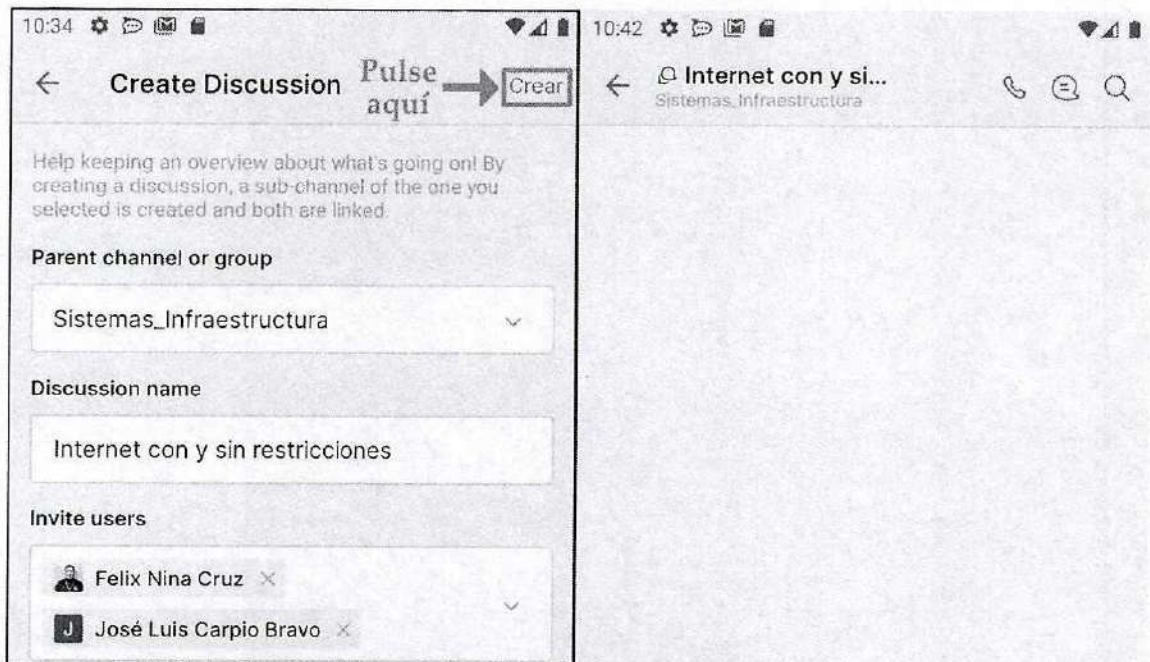 10:34
Create Discussion
Pulse
aquí
Crear
Help keeping an overview about what's going on! By
creating a discussion, a sub-channel of the one you
selected is created and both are linked.
Parent channel or group
Sistemas_Infraestructura
Discussion name
Internet con y sin restricciones
Invite users
Felix Nina Cruz
J José Luis Carpio Bravo
10:42
Internet con y si...
Sistemas_Infraestructura